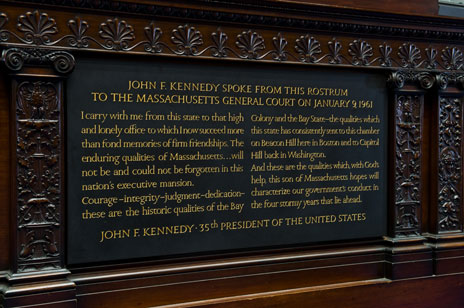 JOHN F. KENNEDY SPOKE FROM THIS ROSTRUM
TO THE MASSACHUSETTS GENERAL COURT ON JANUARY 9, 1961
I carry with me from this state to that high
and lonely office to which I now succeed more
than fond memories of firm friendships. The
enduring qualities of Massachusetts...will
not be and could not be forgotten in this
nation's executive mansion.
Courage-integrity-judgment-dedication-
these are the historic qualities of the Bay
Colony and the Bay State-the qualities which
this state has consistently sent to this chamber
on Beacon Hill here in Boston and to Capitol
Hill back in Washington.
And these are the qualities which, with God's
help, this son of Massachusetts hopes will
characterize our government's conduct in
the four stormy years that lie ahead.
JOHN F. KENNEDY · 35th PRESIDENT OF THE UNITED STATES